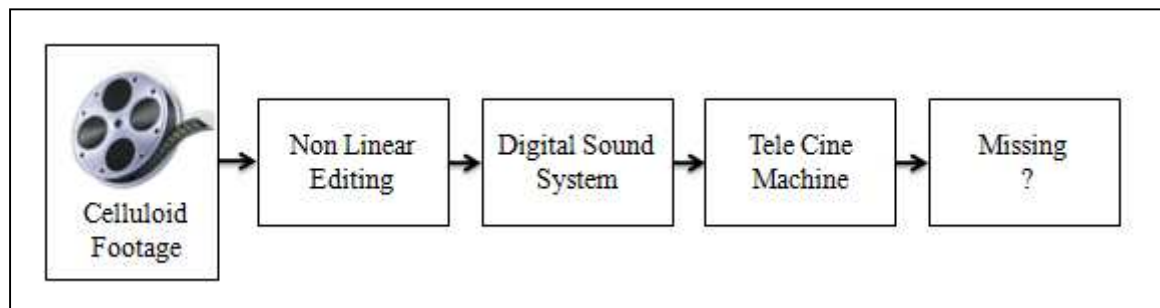 Celluloid
Footage
Non Linear
Editing
Digital Sound
System
Tele Cine
Machine
Missing
?